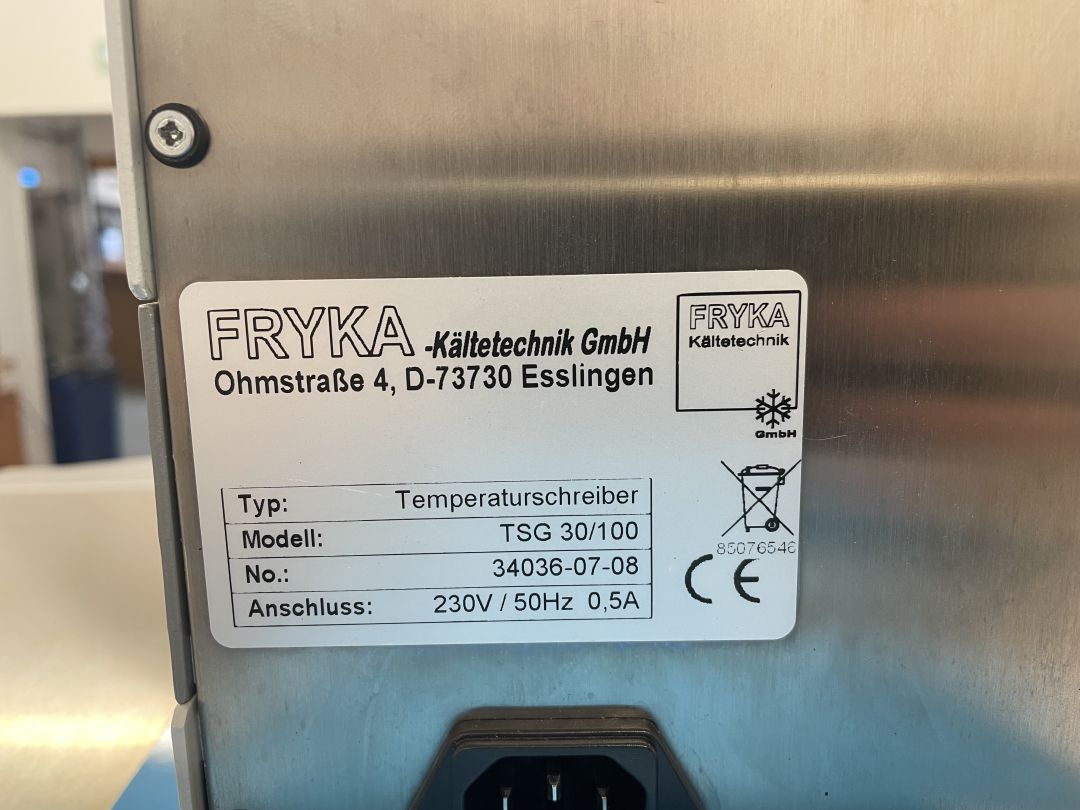 FRYKA -Kältetechnik GmbH
Ohmstraße 4, D-73730 Esslingen
FRYKA
Kältetechnik
GmbH
Typ: Temperaturschreiber
Modell: TSG 30/100
No.: 34036-07-08
Anschluss: 230V / 50Hz 0,5A
85076546
CE